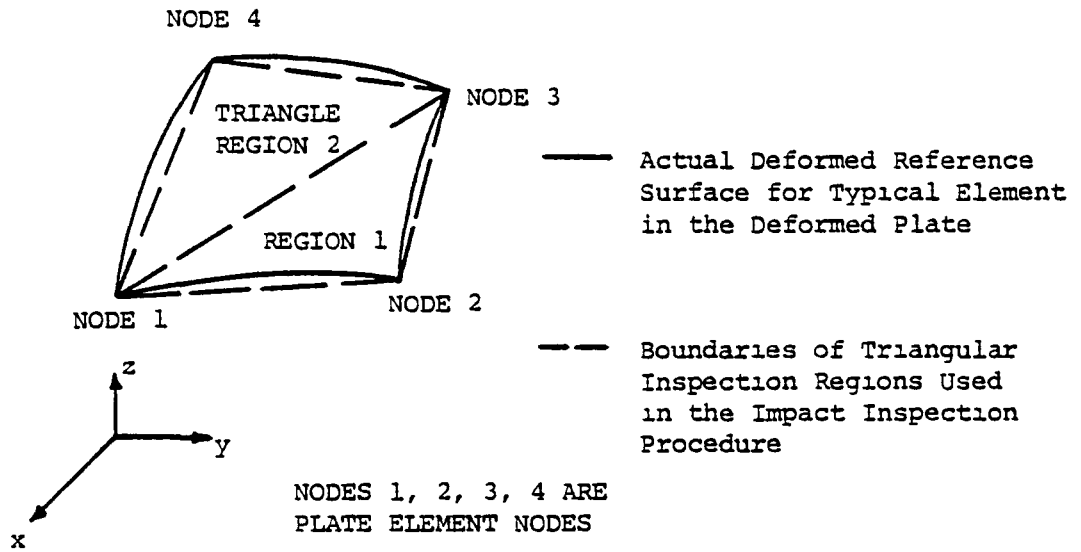 NODE 4
NODE 3
TRIANGLE
REGION 2
REGION 1
NODE 2
NODE 1
Actual Deformed Reference
Surface for Typical Element
in the Deformed Plate
Boundaries of Triangular
Inspection Regions Used
in the Impact Inspection
Procedure
z
y
x
NODES 1, 2, 3, 4 ARE
PLATE ELEMENT NODES